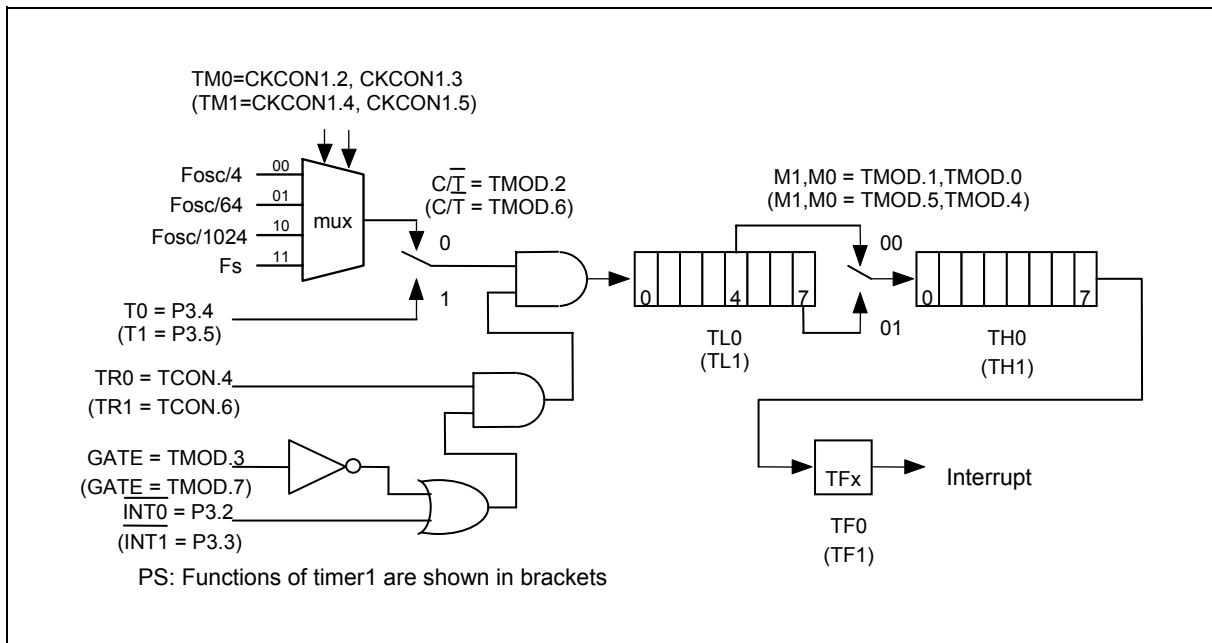 TM0=CKCON1.2, CKCON1.3
(TM1=CKCON1.4, CKCON1.5)
Fosc/4
00
Fosc/64
01
Fosc/1024
10
Fs
11
mux
C/T̅ = TMOD.2
(C/T̅ = TMOD.6)
0
1
T0 = P3.4
(T1 = P3.5)
M1,M0 = TMOD.1,TMOD.0
(M1,M0 = TMOD.5,TMOD.4)
00
01
0 4 7
TL0
(TL1)
0 7
TH0
(TH1)
TR0 = TCON.4
(TR1 = TCON.6)
GATE = TMOD.3
(GATE = TMOD.7)
I̅N̅T̅0̅ = P3.2
(I̅N̅T̅1̅ = P3.3)
TFx
Interrupt
TF0
(TF1)
PS: Functions of timer1 are shown in brackets